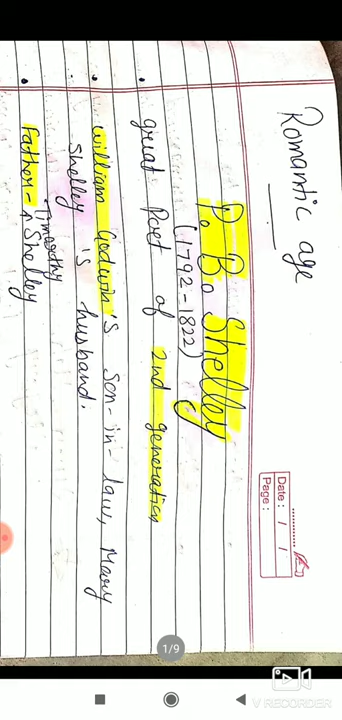 Romantic age
Date : / /
Page :
P. B. Shelley
(1792-1822)
great Poet of 2nd generation
William Godwin's son-in-law, Mary
Shelley is husband.
Timothy
Father - ^ Shelley
1/9
V RECORDER